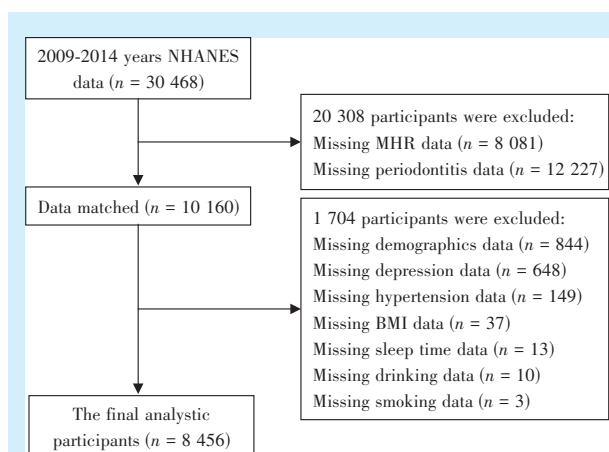 2009-2014 years NHANES
data (n = 30 468)
20 308 participants were excluded:
Missing MHR data (n = 8 081)
Missing periodontitis data (n = 12 227)
Data matched (n = 10 160)
1 704 participants were excluded:
Missing demographics data (n = 844)
Missing depression data (n = 648)
Missing hypertension data (n = 149)
Missing BMI data (n = 37)
Missing sleep time data (n = 13)
Missing drinking data (n = 10)
Missing smoking data (n = 3)
The final analystic
participants (n = 8 456)